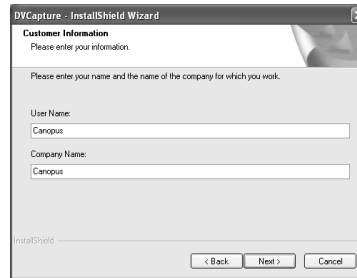 DVCapture - InstallShield Wizard
Customer Information
Please enter your information.
Please enter your name and the name of the company for which you work.
User Name:
Canopus
Company Name:
Canopus
InstallShield
< Back Next > Cancel